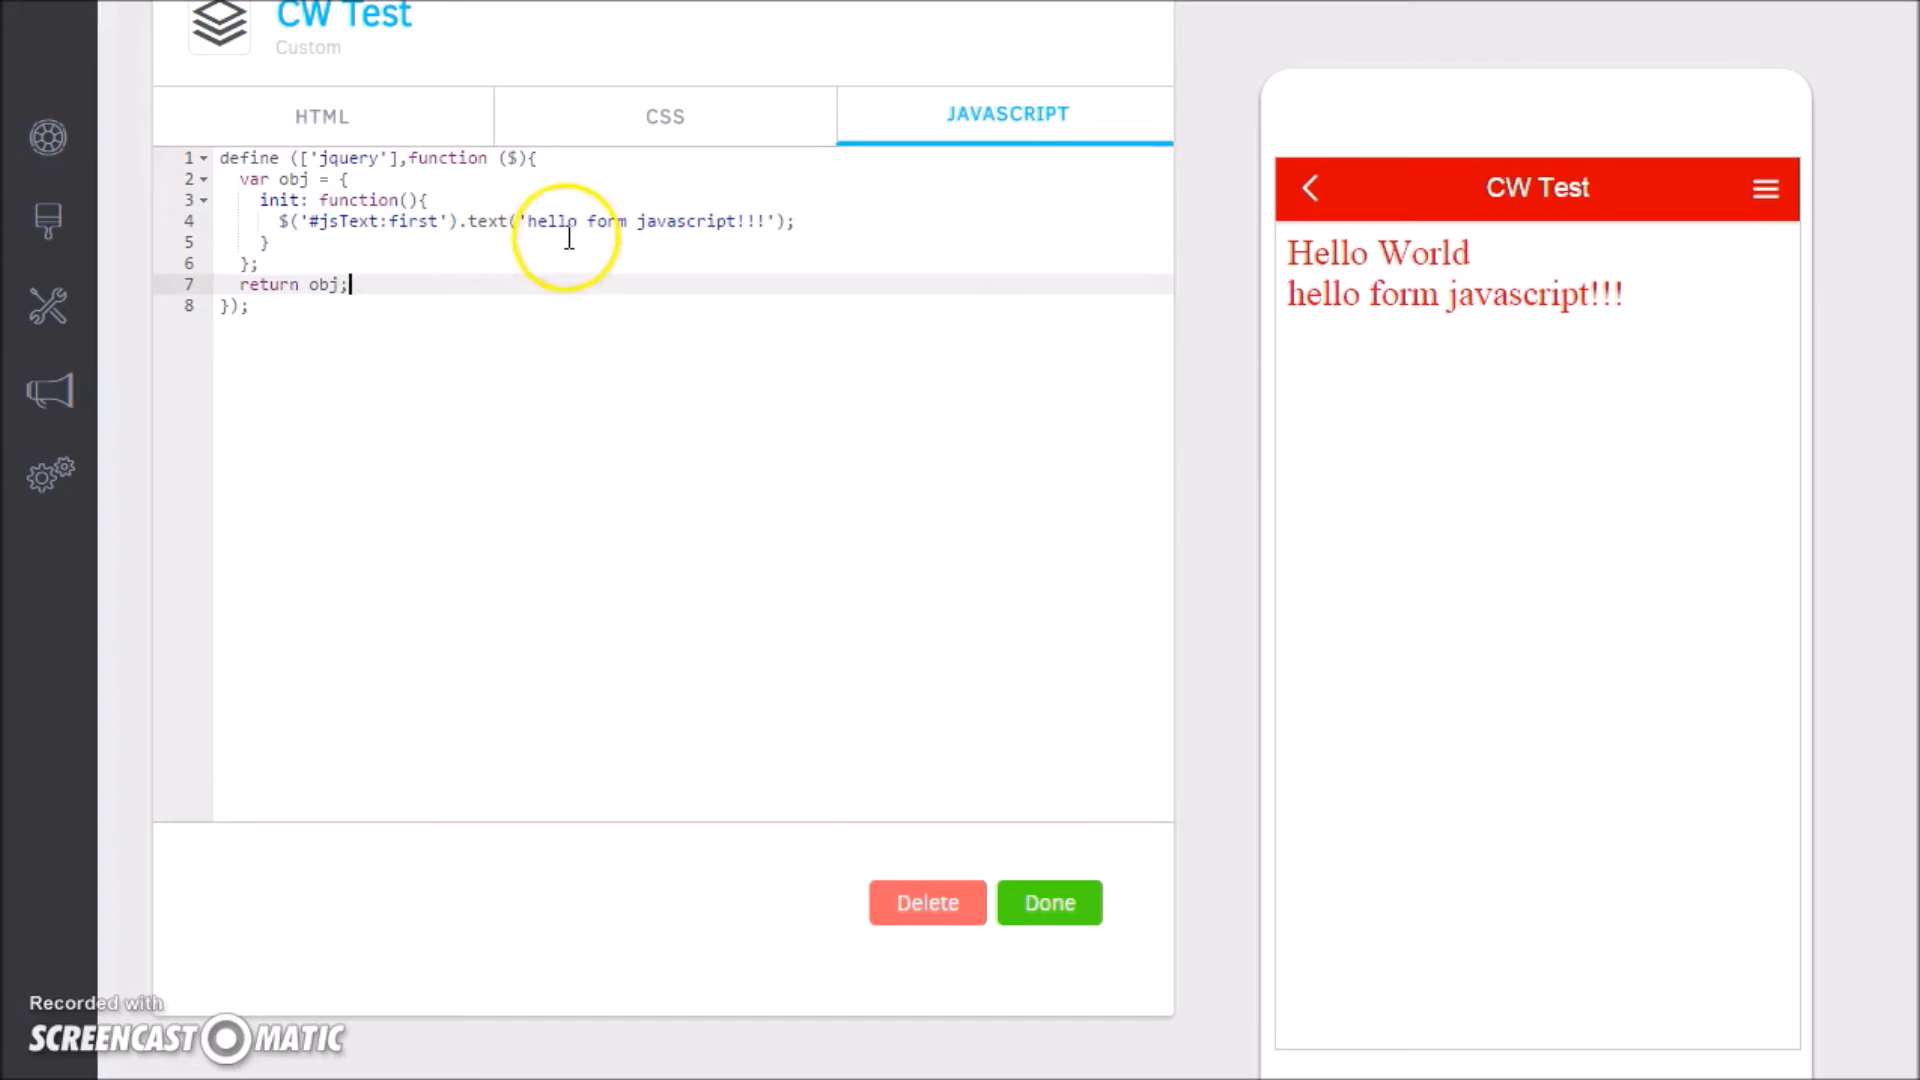 CW Test
Custom
HTML
CSS
JAVASCRIPT
1 define (['jquery'],function ($){
2 var obj = {
3 init: function(){
4 $('#jsText:first').text('hello form javascript!!!');
5 }
6 };
7 return obj;
8 });
Delete
Done
CW Test
Hello World
hello form javascript!!!
Recorded with
SCREENCAST MATIC